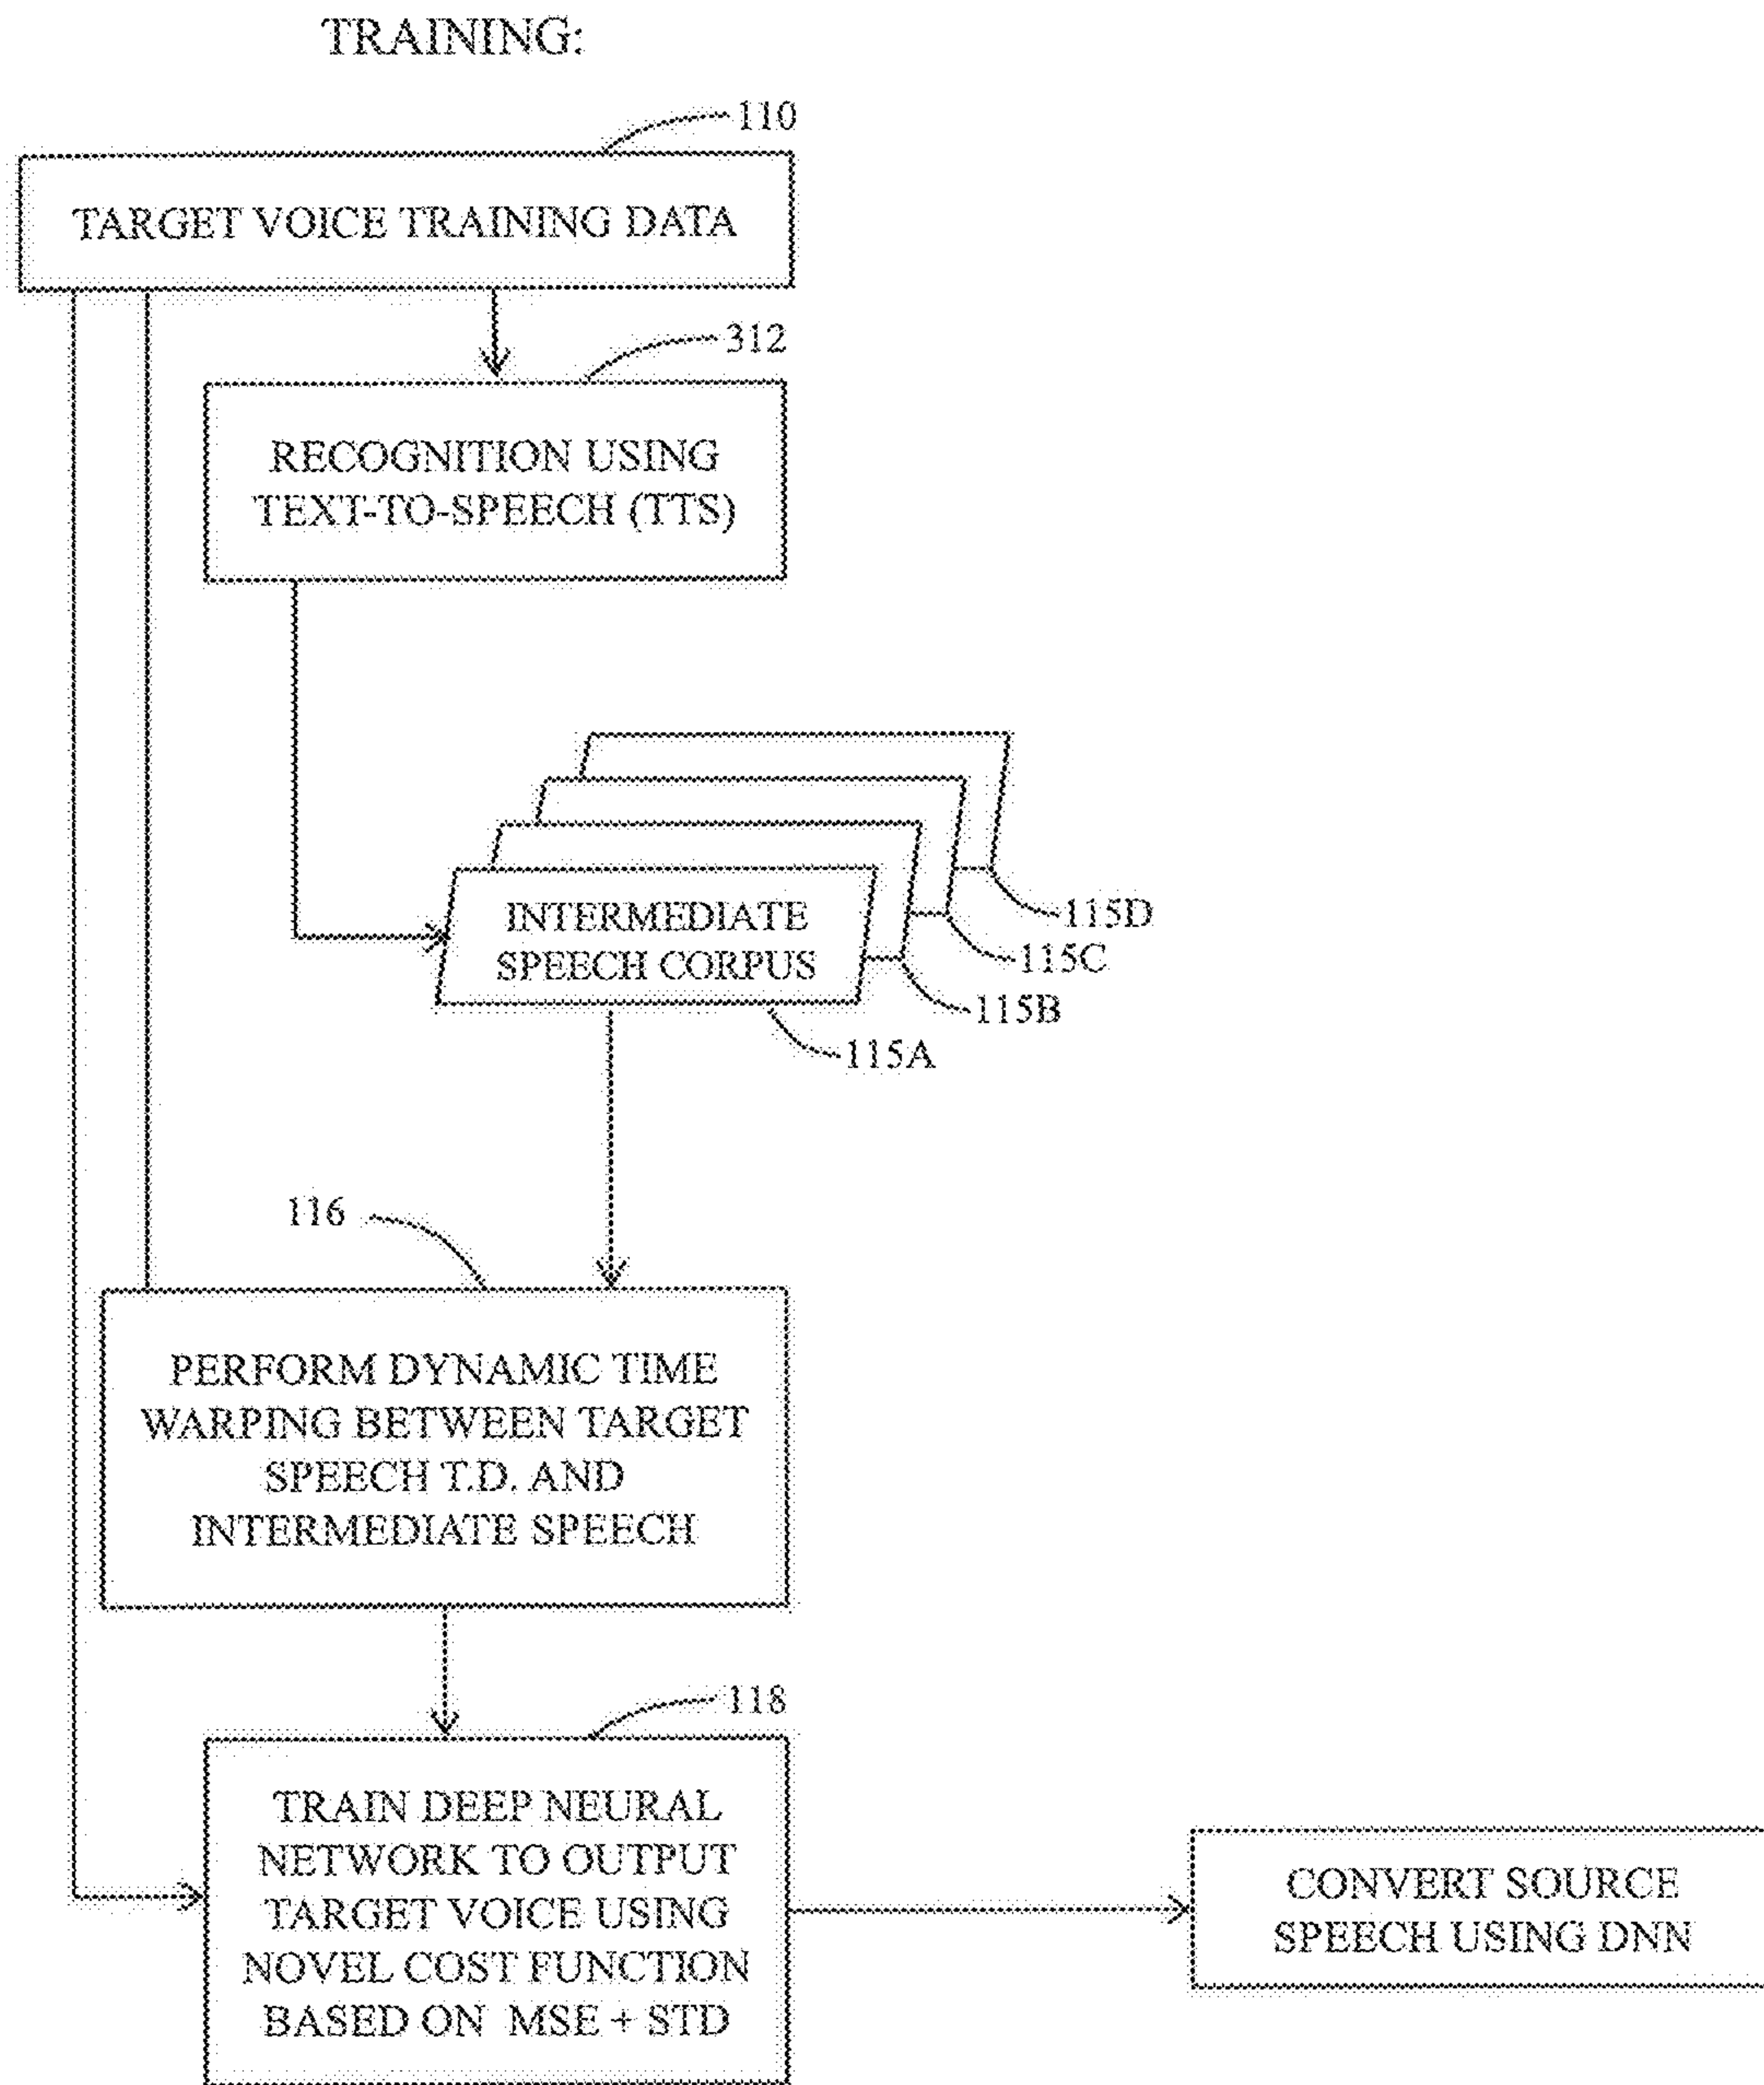 TRAINING:
110
TARGET VOICE TRAINING DATA
312
RECOGNITION USING
TEXT-TO-SPEECH (TTS)
INTERMEDIATE
SPEECH CORPUS
115D
115C
115B
115A
116
PERFORM DYNAMIC TIME
WARPING BETWEEN TARGET
SPEECH T.D. AND
INTERMEDIATE SPEECH
118
TRAIN DEEP NEURAL
NETWORK TO OUTPUT
TARGET VOICE USING
NOVEL COST FUNCTION
BASED ON MSE + STD
CONVERT SOURCE
SPEECH USING DNN